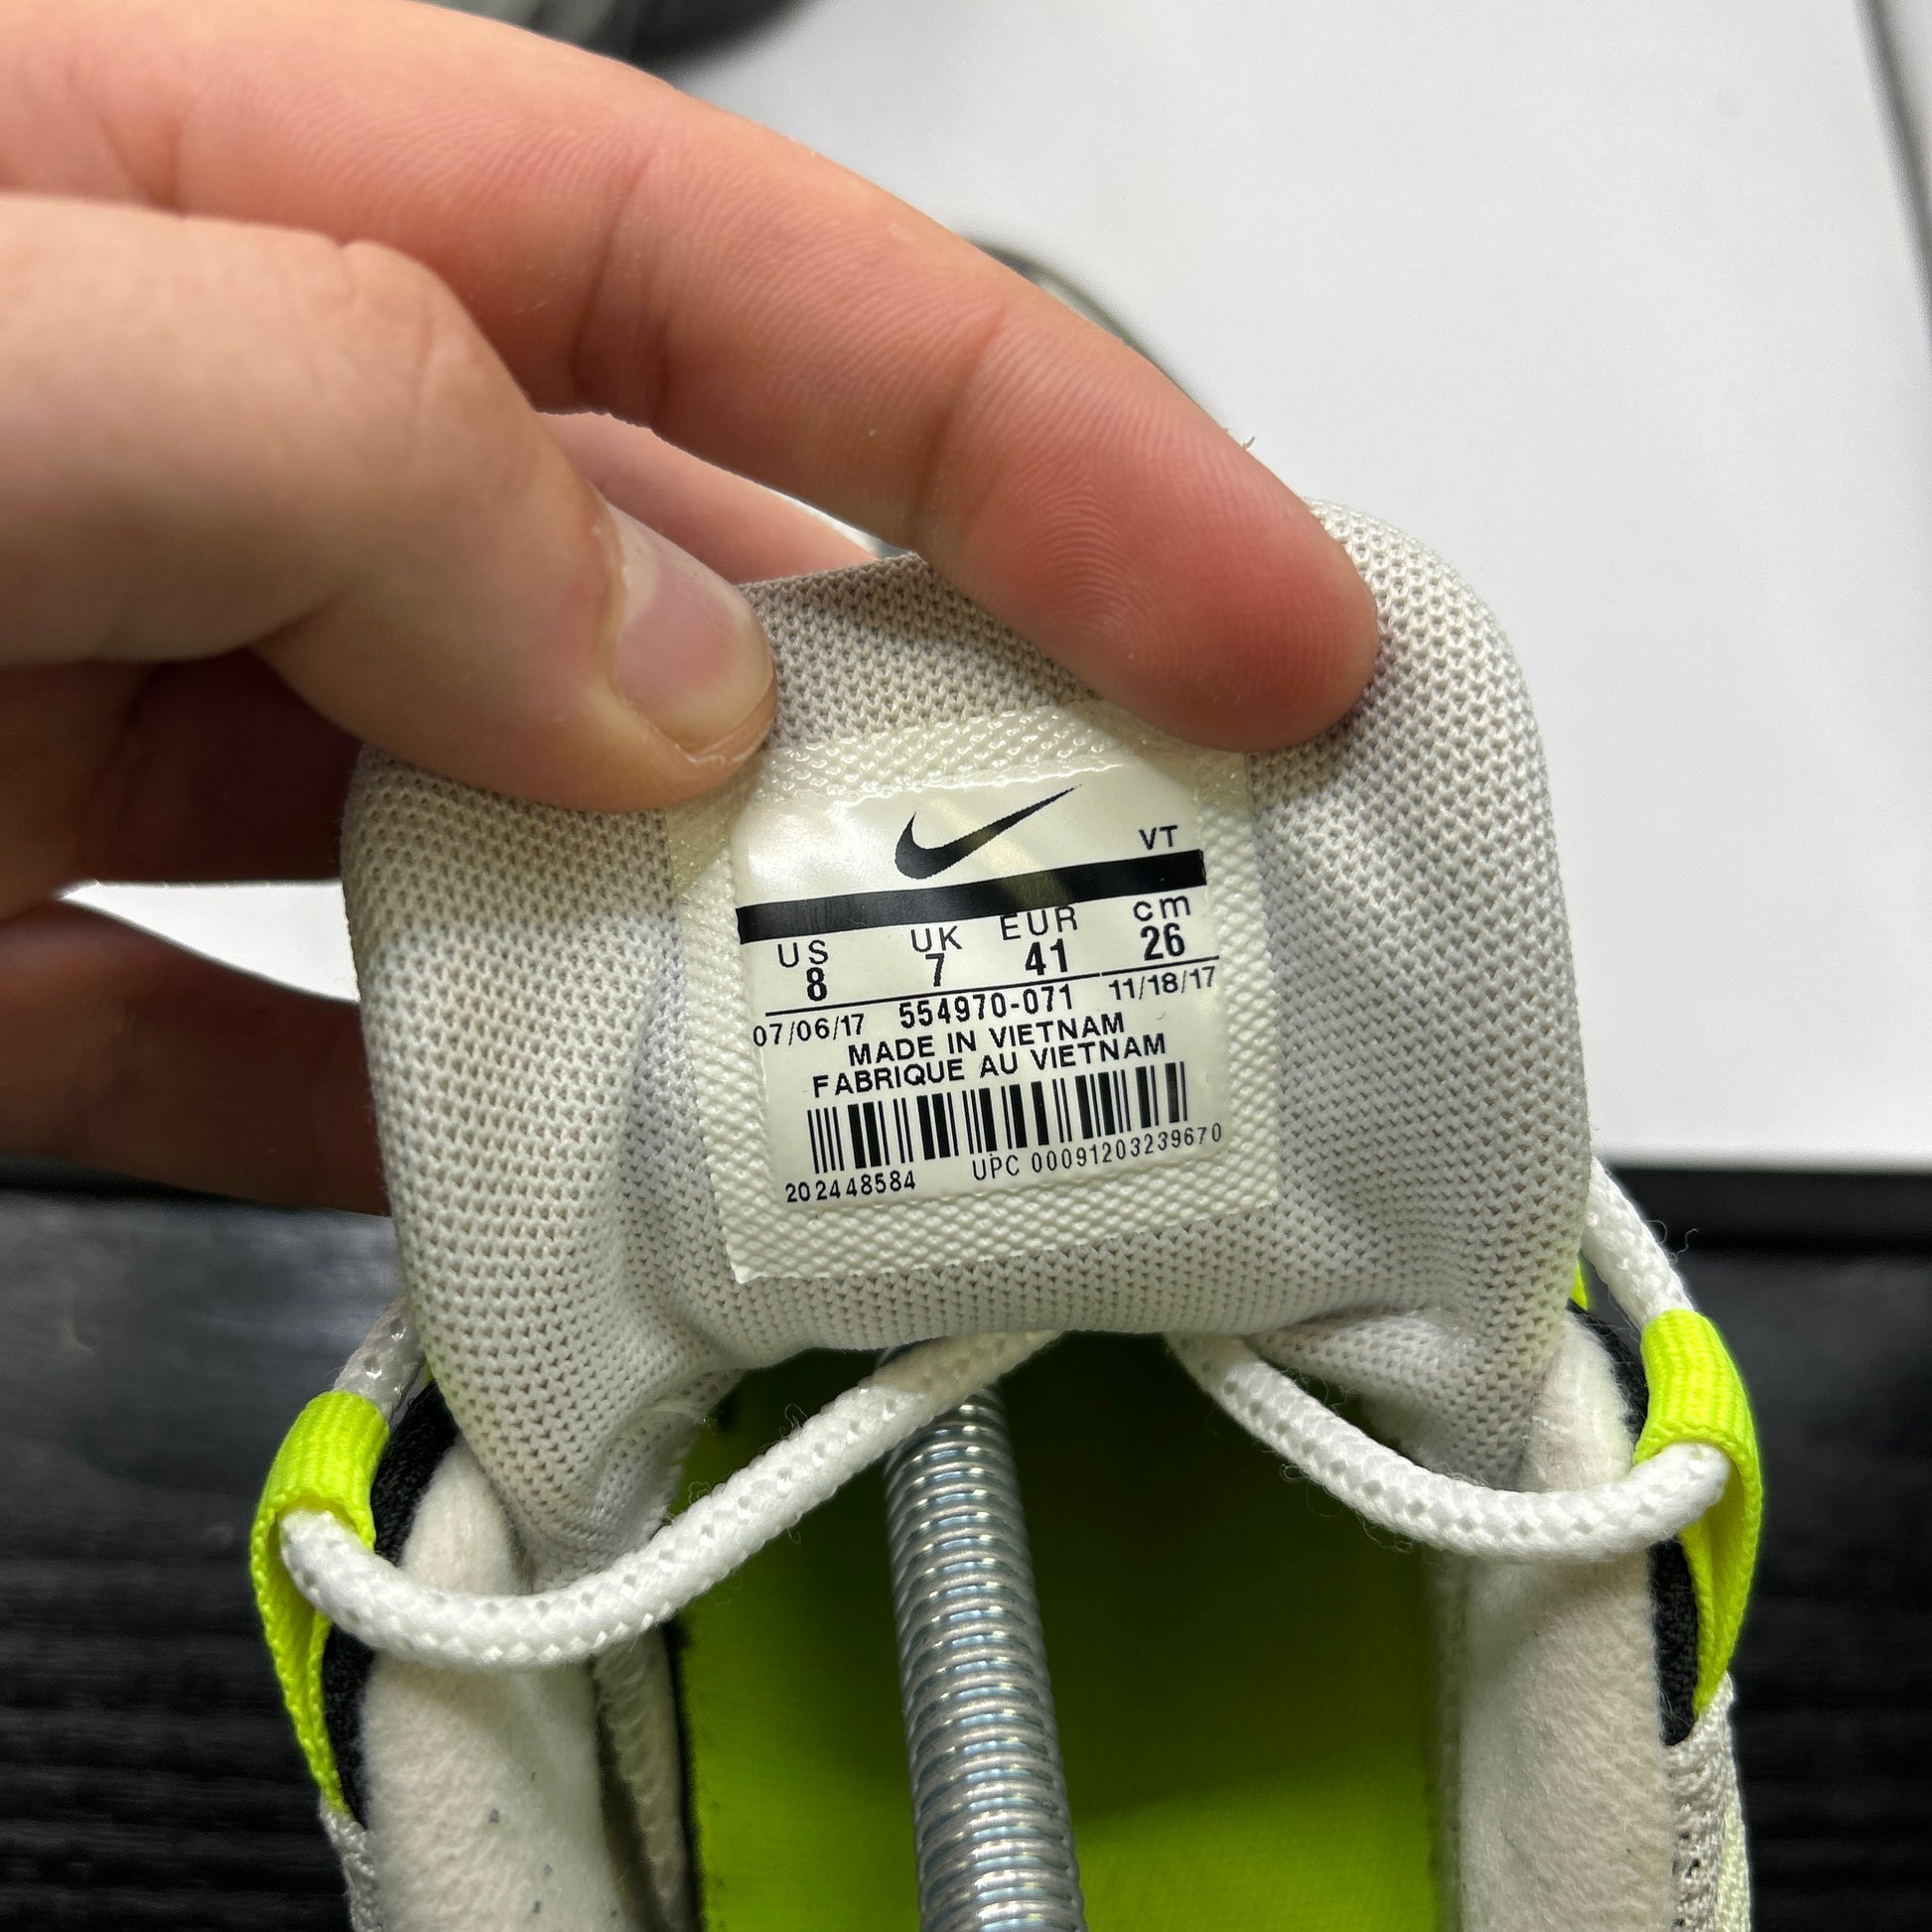 VT
US UK EUR cm
8 7 41 26
07/06/17 554970-071 11/18/17
MADE IN VIETNAM
FABRIQUE AU VIETNAM
202448584 UPC 00091203239670